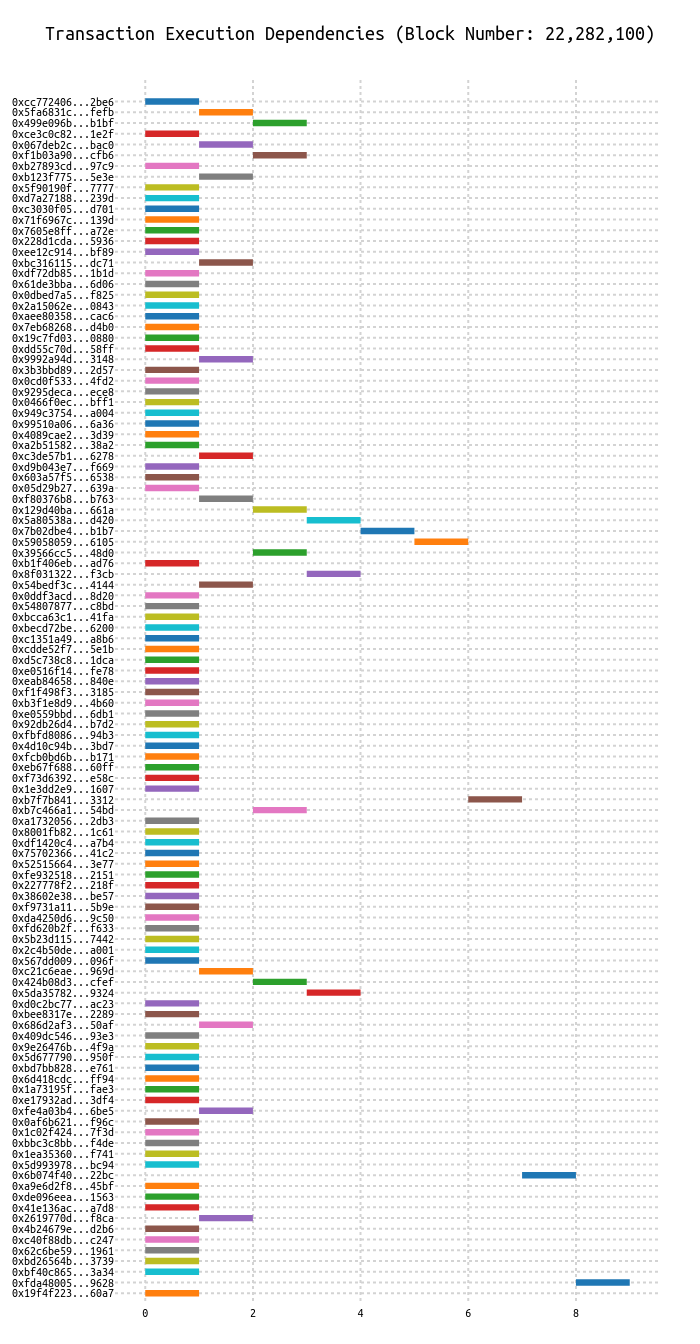 Transaction Execution Dependencies (Block Number: 22,282,100)
0xcc772406...2be6
0x5fa6831c...fefb
0x499e096b...b1bf
0xce3c0c82...1e2f
0x067deb2c...bac0
0xf1b03a90...cfb6
0xb27893cd...97c9
0xb123f775...5e3e
0x5f90190f...7777
0xd7a27188...239d
0xc3030f05...d701
0x71f6967c...139d
0x7605e8ff...a72e
0x228d1cda...5936
0xee12c914...bf89
0xbc316115...dc71
0xdf72db85...1b1d
0x61de3bba...6d06
0x0dbed7a5...f825
0x2a15062e...0843
0xaee80358...cac6
0x7eb68268...d4b0
0x19c7fd03...0880
0xdd55c70d...58ff
0x9992a94d...3148
0x3b3bbd89...2d57
0x0cd0f533...4fd2
0x9295deca...ece8
0x0466f0ec...bff1
0x949c3754...a004
0x99510a06...6a36
0x4089cae2...3d39
0xa2b51582...38a2
0xc3de57b1...6278
0xd9b043e7...f669
0x603a57f5...6538
0x05d29b27...639a
0xf80376b8...b763
0x129d40ba...661a
0x5a80538a...d420
0x7b02dbe4...b1b7
0x59058059...6105
0x39566cc5...48d0
0xb1f406eb...ad76
0x8f031322...f3cb
0x54bedf3c...4144
0x0ddf3acd...8d20
0x54807877...c8bd
0xbcca63c1...41fa
0xbecd72be...6200
0xc1351a49...a8b6
0xcdde52f7...5e1b
0xd5c738c8...1dca
0xe0516f14...fe78
0xeab84658...840e
0xf1f498f3...3185
0xb3f1e8d9...4b60
0xe0559bbd...6db1
0x92db26d4...b7d2
0xfbfd8086...94b3
0x4d10c94b...3bd7
0xfcb0bd6b...b171
0xeb67f688...60ff
0xf73d6392...e58c
0x1e3dd2e9...1607
0xb7f7b841...3312
0xb7c466a1...54bd
0xa1732056...2db3
0x8001fb82...1c61
0xdf1420c4...a7b4
0x75702366...41c2
0x52515664...3e77
0xfe932518...2151
0x227778f2...218f
0x38602e38...be57
0xf9731a11...5b9e
0xda4250d6...9c50
0xfd620b2f...f633
0x5b23d115...7442
0x2c4b50de...a001
0x567dd009...096f
0xc21c6eae...969d
0x424b08d3...cfef
0x5da35782...9324
0xd0c2bc77...ac23
0xbee8317e...2289
0x686d2af3...50af
0x409dc546...93e3
0x9e26476b...4f9a
0x5d677790...950f
0xbd7bb828...e761
0x6d418cdc...ff94
0x1a73195f...fae3
0xe17932ad...3df4
0xfe4a03b4...6be5
0x0af6b621...f96c
0x1c02f424...7f3d
0xbbc3c8bb...f4de
0x1ea35360...f741
0x5d993978...bc94
0x6b074f40...22bc
0xa9e6d2f8...45bf
0xde096eea...1563
0x41e136ac...a7d8
0x2619770d...f8ca
0x4b24679e...d2b6
0xc40f88db...c247
0x62c6be59...1961
0xbd26564b...3739
0xbf40c865...3a34
0xfda48005...9628
0x19f4f223...60a7
0 2 4 6 8